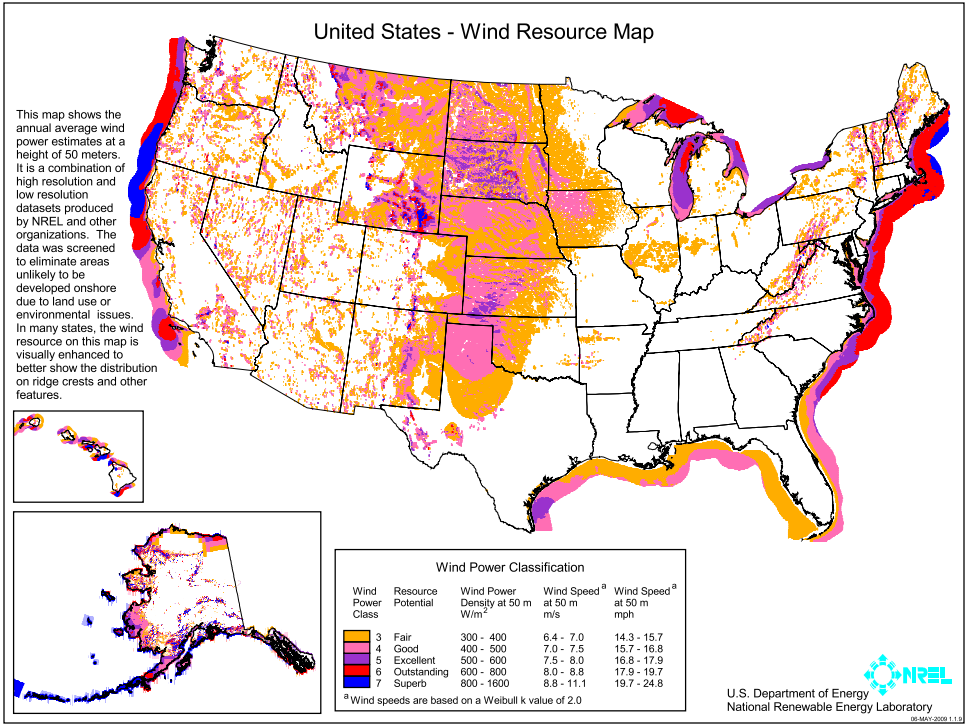 United States - Wind Resource Map
This map shows the
annual average wind
power estimates at a
height of 50 meters.
It is a combination of
high resolution and
low resolution
datasets produced
by NREL and other
organizations. The
data was screened
to eliminate areas
unlikely to be
developed onshore
due to land use or
environmental issues.
In many states, the wind
resource on this map is
visually enhanced to
better show the distribution
on ridge crests and other
features.
Wind Power Classification
Wind Resource Wind Power Wind Speed a Wind Speed a
Power Potential Density at 50 m at 50 m at 50 m
Class W/m2 m/s mph
3 Fair 300 - 400 6.4 - 7.0 14.3 - 15.7
4 Good 400 - 500 7.0 - 7.5 15.7 - 16.8
5 Excellent 500 - 600 7.5 - 8.0 16.8 - 17.9
6 Outstanding 600 - 800 8.0 - 8.8 17.9 - 19.7
7 Superb 800 - 1600 8.8 - 11.1 19.7 - 24.8
a Wind speeds are based on a Weibull k value of 2.0
NREL
U.S. Department of Energy
National Renewable Energy Laboratory
06-MAY-2009 1.1.9